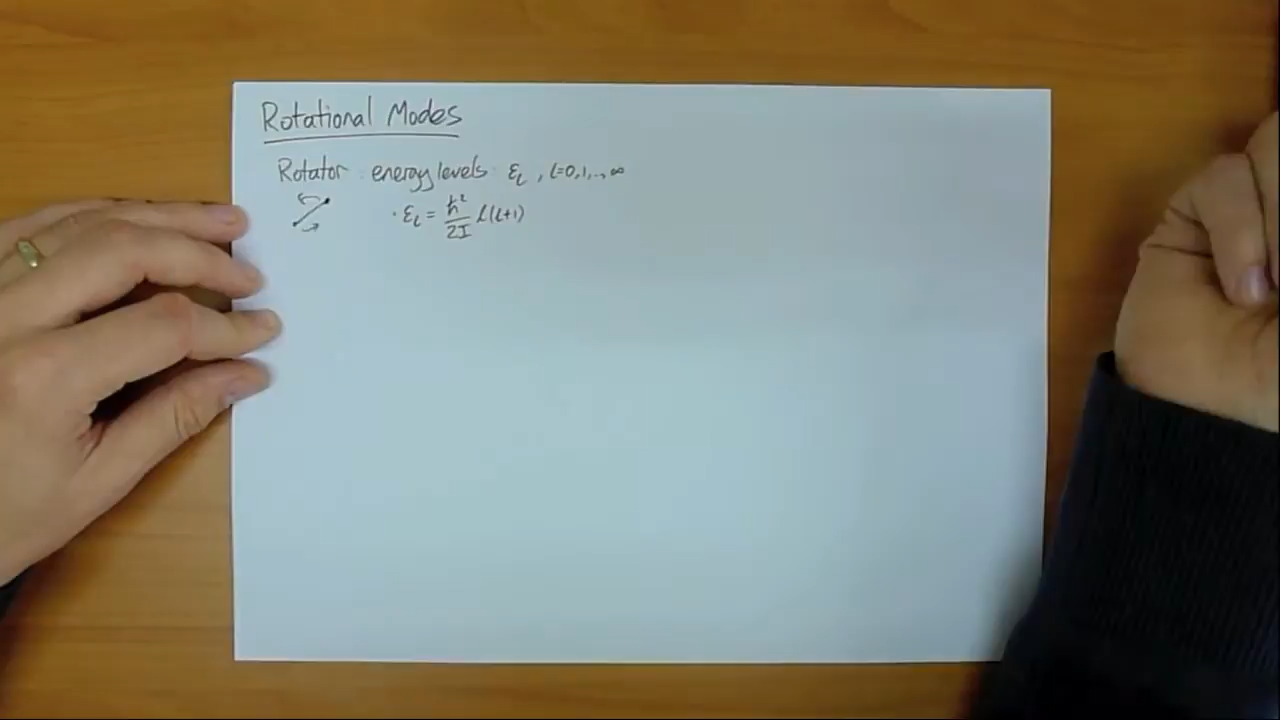 Rotational Modes
Rotator energy levels: ε_l , l=0,1,..,∞
· ε_l = ħ²/2I l(l+1)